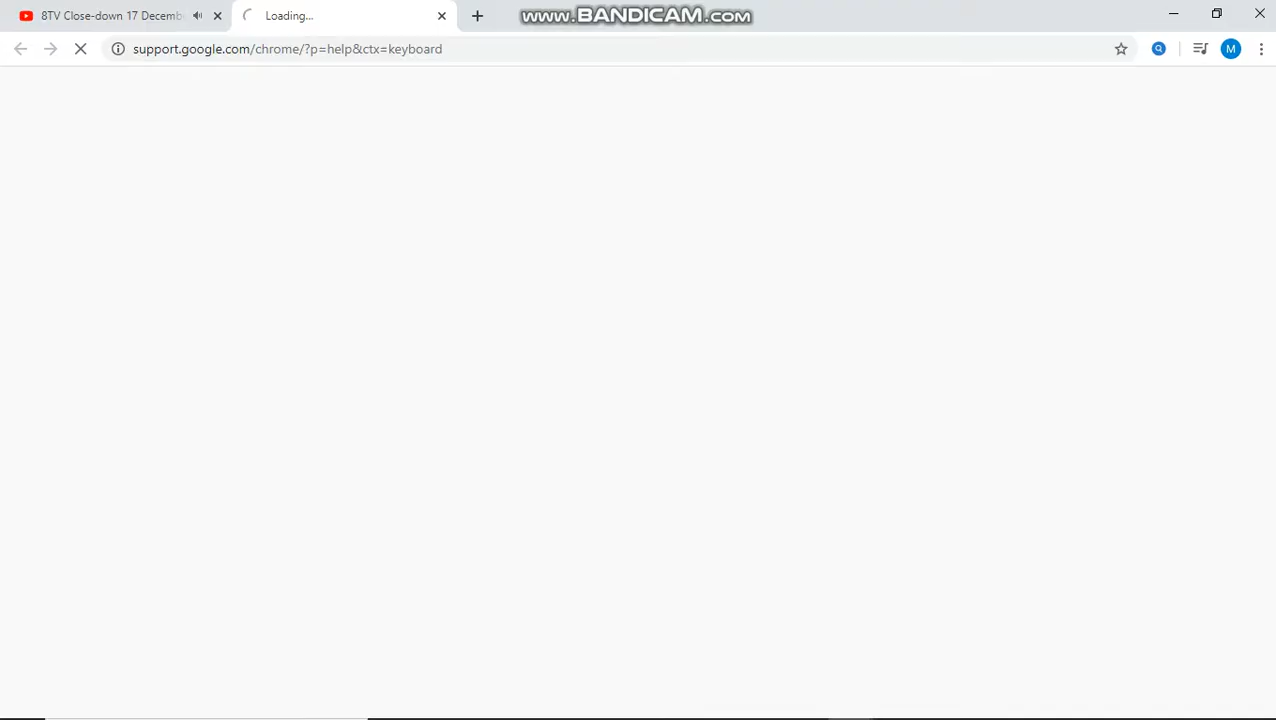 8TV Close-down 17 Decemb
Loading...
www.BANDICAM.com
support.google.com/chrome/?p=help&ctx=keyboard
M